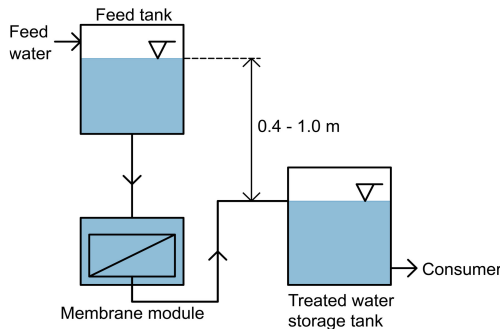 Feed tank
Feed
water
0.4 - 1.0 m
Consumer
Membrane module
Treated water
storage tank